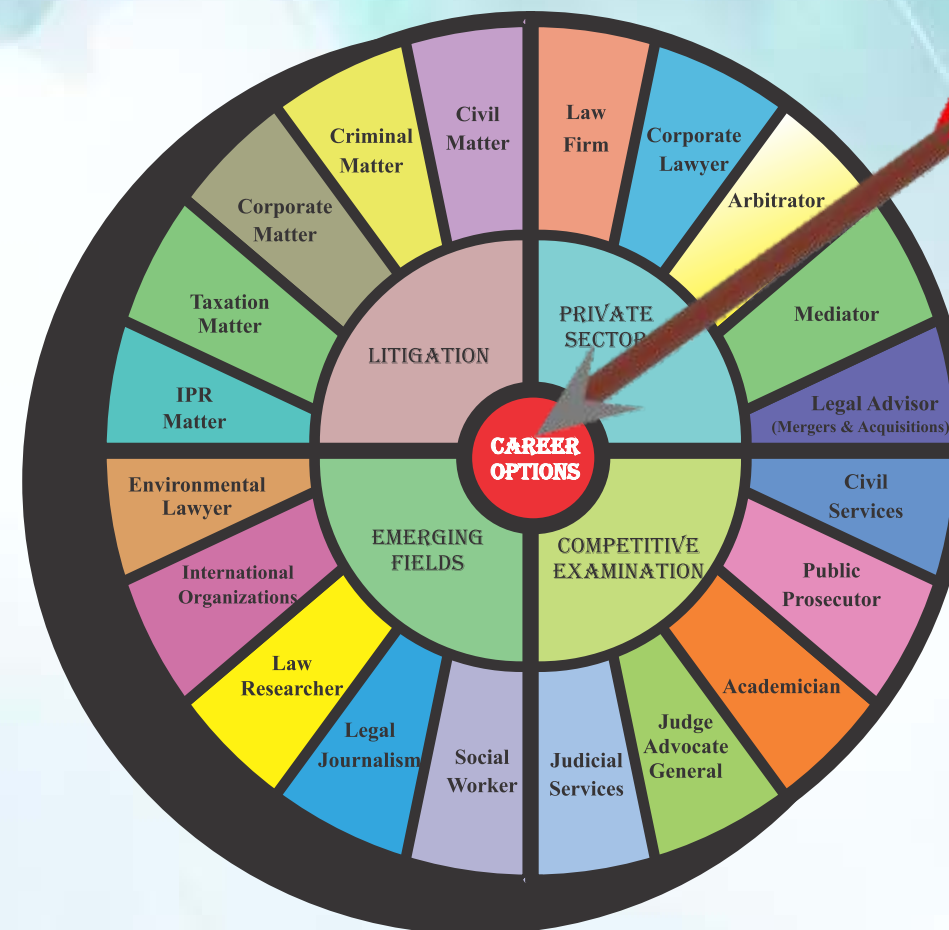 CAREER
OPTIONS
LITIGATION
Civil
Matter
Criminal
Matter
Corporate
Matter
Taxation
Matter
IPR
Matter
PRIVATE
SECTOR
Law
Firm
Corporate
Lawyer
Arbitrator
Mediator
Legal Advisor
(Mergers & Acquisitions)
COMPETITIVE
EXAMINATION
Civil
Services
Public
Prosecutor
Academician
Judge
Advocate
General
Judicial
Services
EMERGING
FIELDS
Environmental
Lawyer
International
Organizations
Law
Researcher
Legal
Journalism
Social
Worker